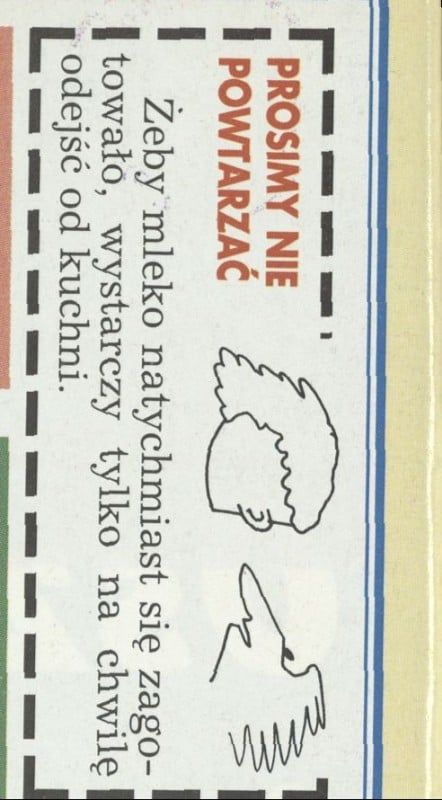 PROSIMY NIE
POWTARZAĆ
Żeby mleko natychmiast się zago-
towało, wystarczy tylko na chwilę
odejść od kuchni.